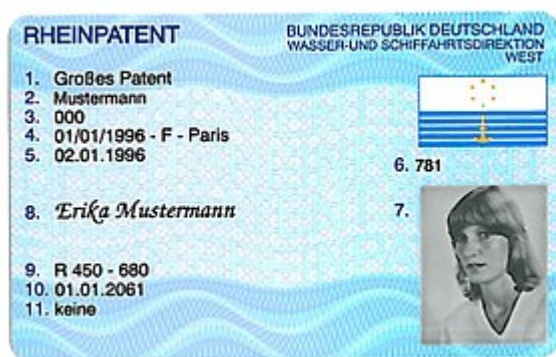 RHEINPATENT
BUNDESREPUBLIK DEUTSCHLAND
WASSER-UND SCHIFFAHRTSDIREKTION
WEST
1. Großes Patent
2. Mustermann
3. 000
4. 01/01/1996 - F - Paris
5. 02.01.1996
6. 781
7.
8. Erika Mustermann
9. R 450 - 680
10. 01.01.2061
11. keine